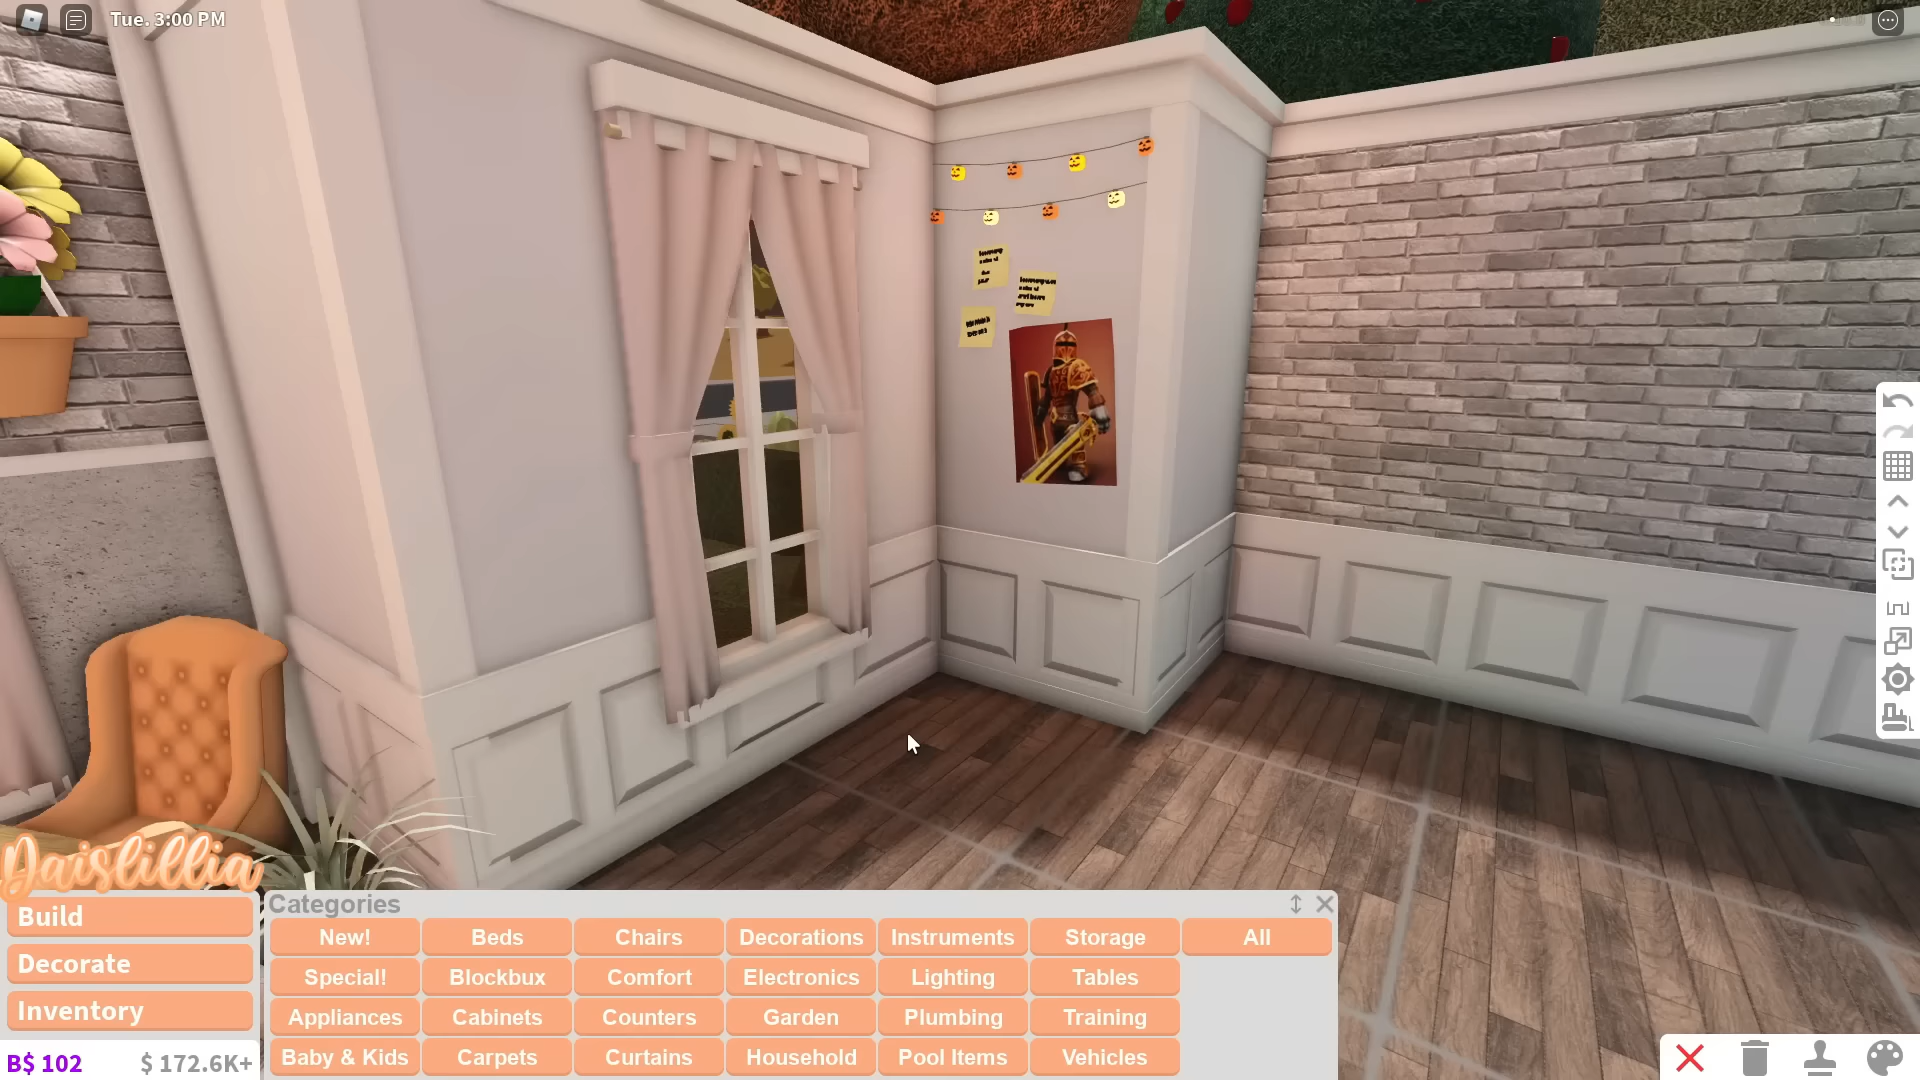 Tue. 3:00 PM
Daislillia
Build
Decorate
Inventory
B$ 102
$ 172.6K+
Categories
New!
Beds
Chairs
Decorations
Instruments
Storage
All
Special!
Blockbux
Comfort
Electronics
Lighting
Tables
Appliances
Cabinets
Counters
Garden
Plumbing
Training
Baby & Kids
Carpets
Curtains
Household
Pool Items
Vehicles